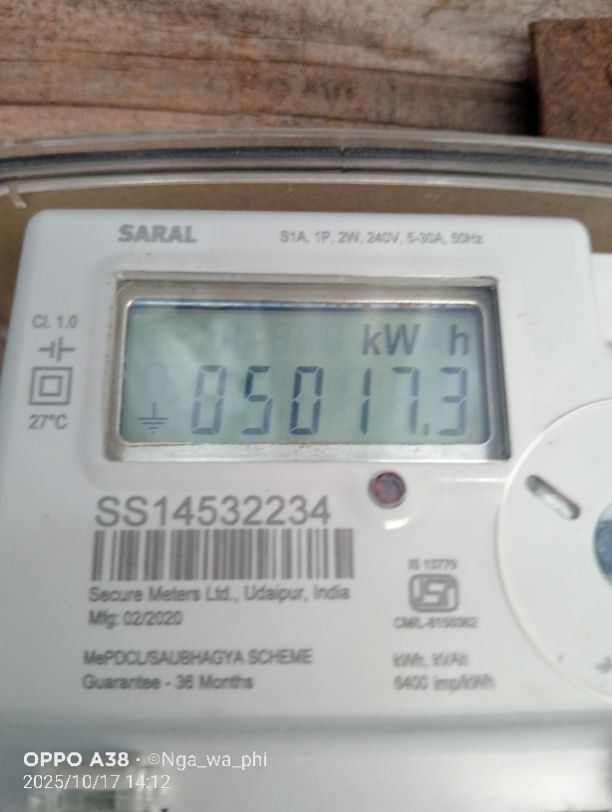 SARAL
S1A, 1P, 2W, 240V, 5-30A, 50Hz
Cl. 1.0
27°C
kW h
05017.3
SS14532234
Secure Meters Ltd., Udaipur, India
Mfg: 02/2020
IS 13779
CM/L-8150362
MePDCL/SAUBHAGYA SCHEME
Guarantee - 36 Months
kWh, kVAh
6400 imp/kWh
OPPO A38 · ©Nga_wa_phi
2025/10/17 14:12